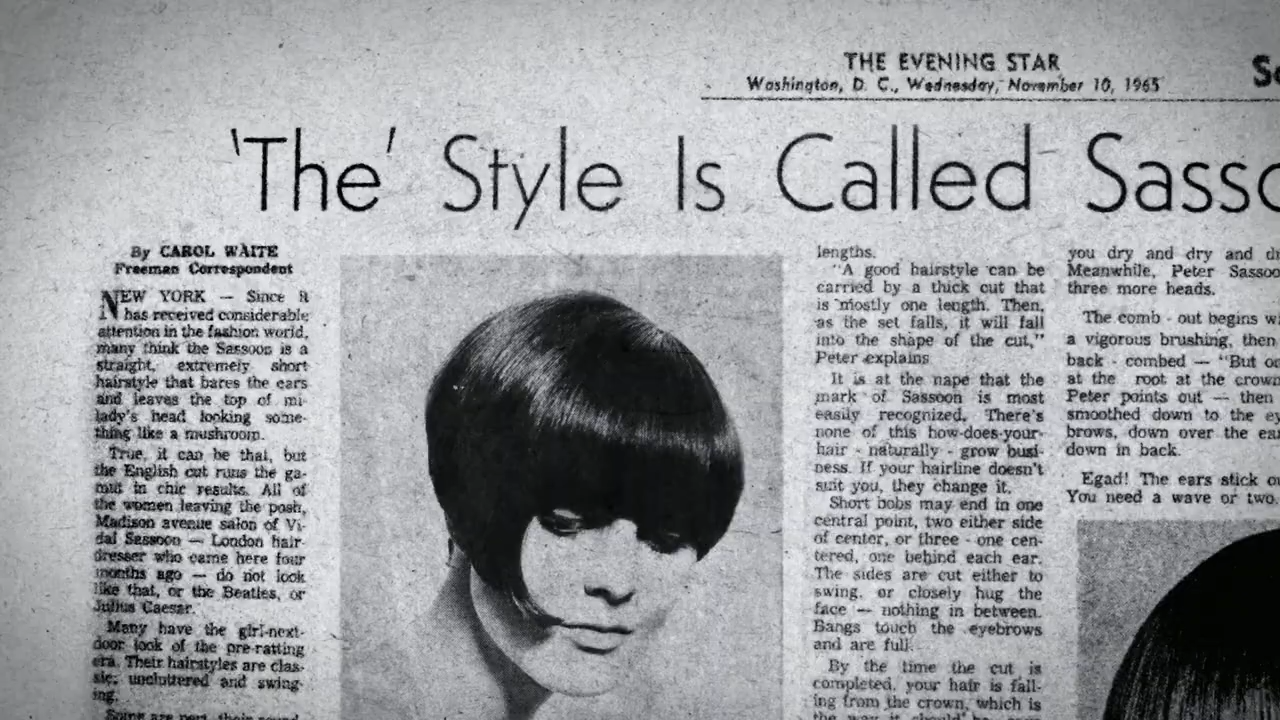 THE EVENING STAR
Washington, D. C., Wednesday, November 10, 1965
'The' Style Is Called Sasso
By CAROL WAITE
Freeman Correspondent
NEW YORK — Since it
has received considerable
attention in the fashion world,
many think the Sassoon is a
straight, extremely short
hairstyle that bares the ears
and leaves the top of mi-
lady's head looking some-
thing like a mushroom.
True, it can be that, but
the English cut runs the ga-
mut in chic results. All of
the women leaving the posh,
Madison avenue salon of Vi-
dal Sassoon — London hair-
dresser who came here four
months ago — do not look
like that, or the Beatles, or
Julius Caesar.
Many have the girl-next-
door look of the pre-ratting
era. Their hairstyles are clas-
sic, uncluttered and swing-
ing.
Some are part, their
lengths.
"A good hairstyle can be
carried by a thick cut that
is mostly one length. Then,
as the set falls, it will fall
into the shape of the cut,"
Peter explains
It is at the nape that the
mark of Sassoon is most
easily recognized. There's
none of this how-does-your-
hair - naturally - grow busi-
ness. If your hairline doesn't
suit you, they change it.
Short bobs may end in one
central point, two either side
of center, or three - one cen-
tered, one behind each ear.
The sides are cut either to
swing, or closely hug the
face — nothing in between.
Bangs touch the eyebrows
and are full.
By the time the cut is
completed, your hair is fall-
ing from the crown, which is
the way it should be
you dry and dry and
Meanwhile, Peter Sassoo
three more heads.
The comb - out begins
a vigorous brushing, then
back - combed — "But
at the root at the crown
Peter points out — then
smoothed down to the
brows, down over the
down in back.
Egad! The ears stick
You need a wave or two.